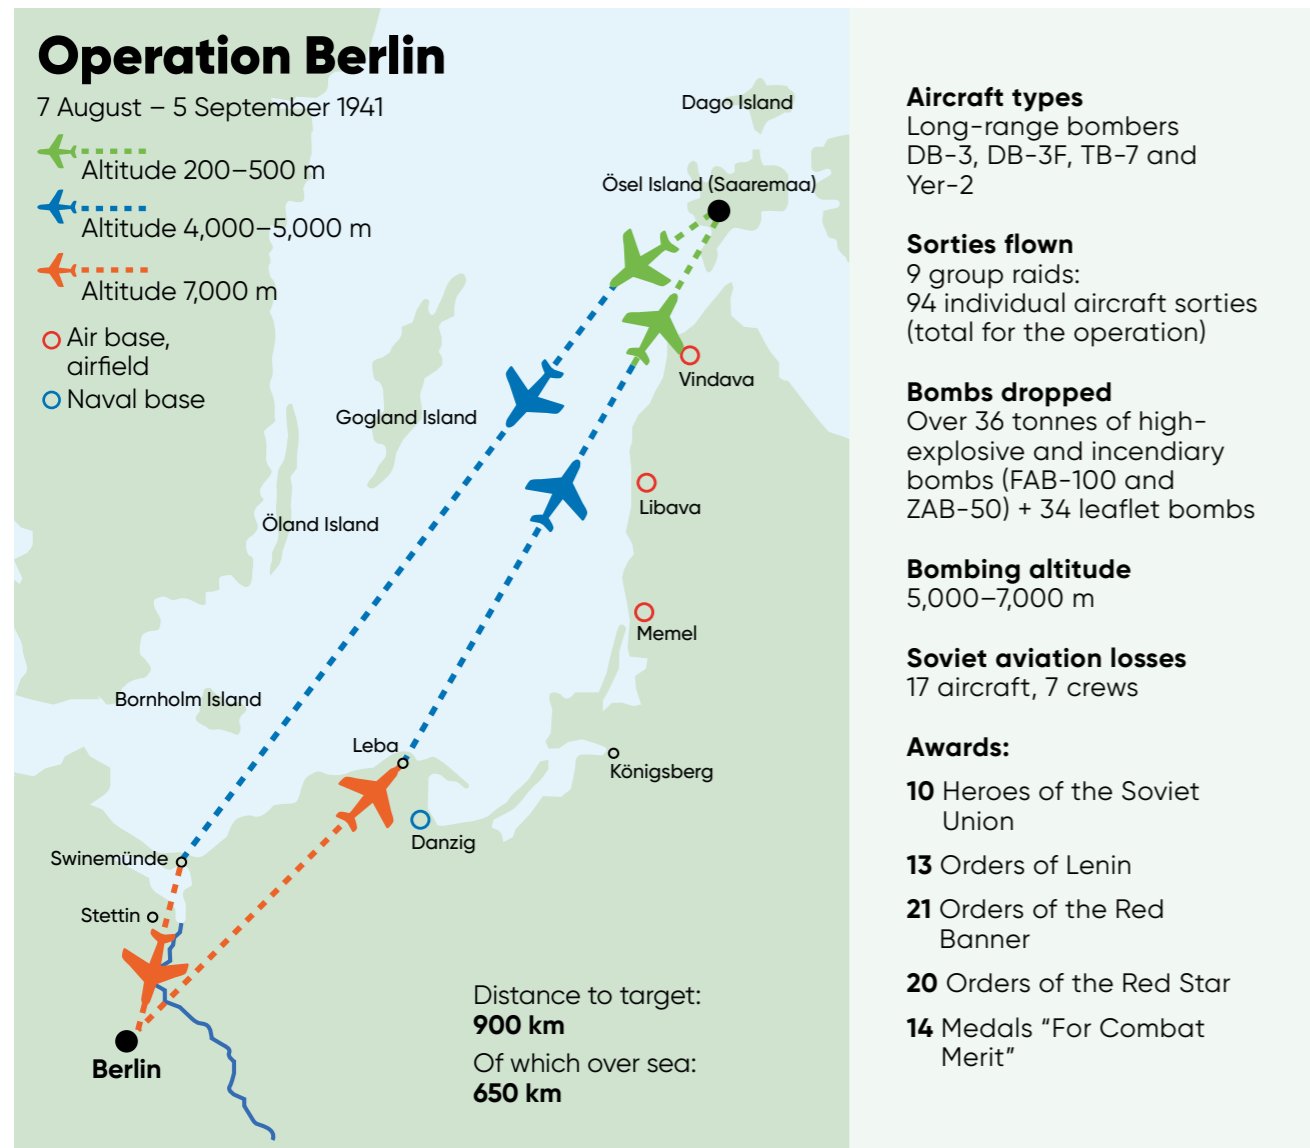 Operation Berlin
7 August – 5 September 1941
Altitude 200–500 m
Altitude 4,000–5,000 m
Altitude 7,000 m
Air base,
airfield
Naval base
Dago Island
Ösel Island (Saaremaa)
Vindava
Gogland Island
Libava
Öland Island
Memel
Bornholm Island
Leba
Königsberg
Danzig
Swinemünde
Stettin
Berlin
Distance to target:
900 km
Of which over sea:
650 km
Aircraft types
Long-range bombers
DB-3, DB-3F, TB-7 and
Yer-2
Sorties flown
9 group raids:
94 individual aircraft sorties
(total for the operation)
Bombs dropped
Over 36 tonnes of high-
explosive and incendiary
bombs (FAB-100 and
ZAB-50) + 34 leaflet bombs
Bombing altitude
5,000–7,000 m
Soviet aviation losses
17 aircraft, 7 crews
Awards:
10 Heroes of the Soviet
Union
13 Orders of Lenin
21 Orders of the Red
Banner
20 Orders of the Red Star
14 Medals “For Combat
Merit”